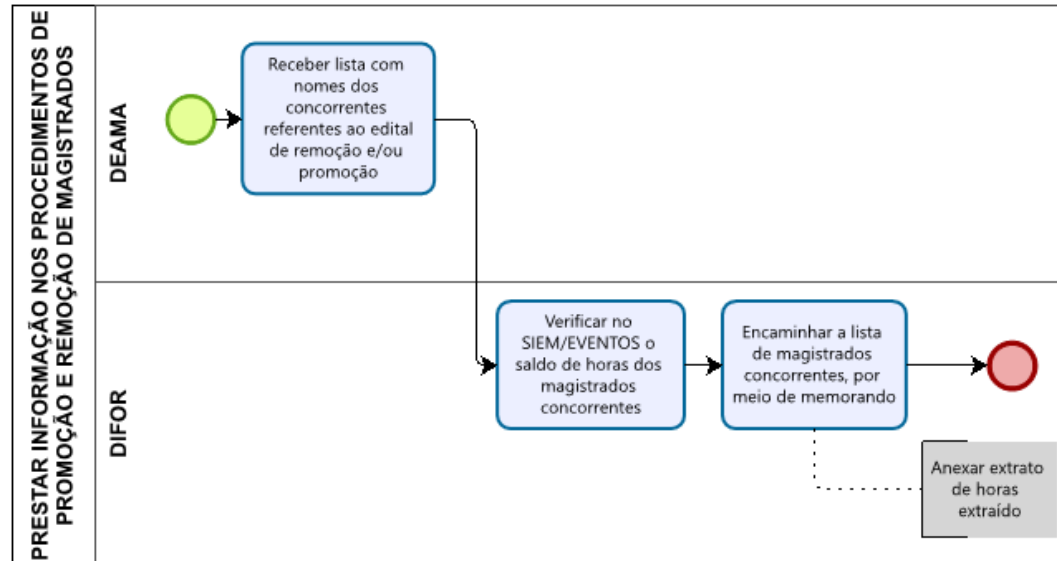 PRESTAR INFORMAÇÃO NOS PROCEDIMENTOS DE
PROMOÇÃO E REMOÇÃO DE MAGISTRADOS
DEAMA
Receber lista com
nomes dos
concorrentes
referentes ao edital
de remoção e/ou
promoção
DIFOR
Verificar no
SIEM/EVENTOS o
saldo de horas dos
magistrados
concorrentes
Encaminhar a lista
de magistrados
concorrentes, por
meio de memorando
Anexar extrato
de horas
extraído